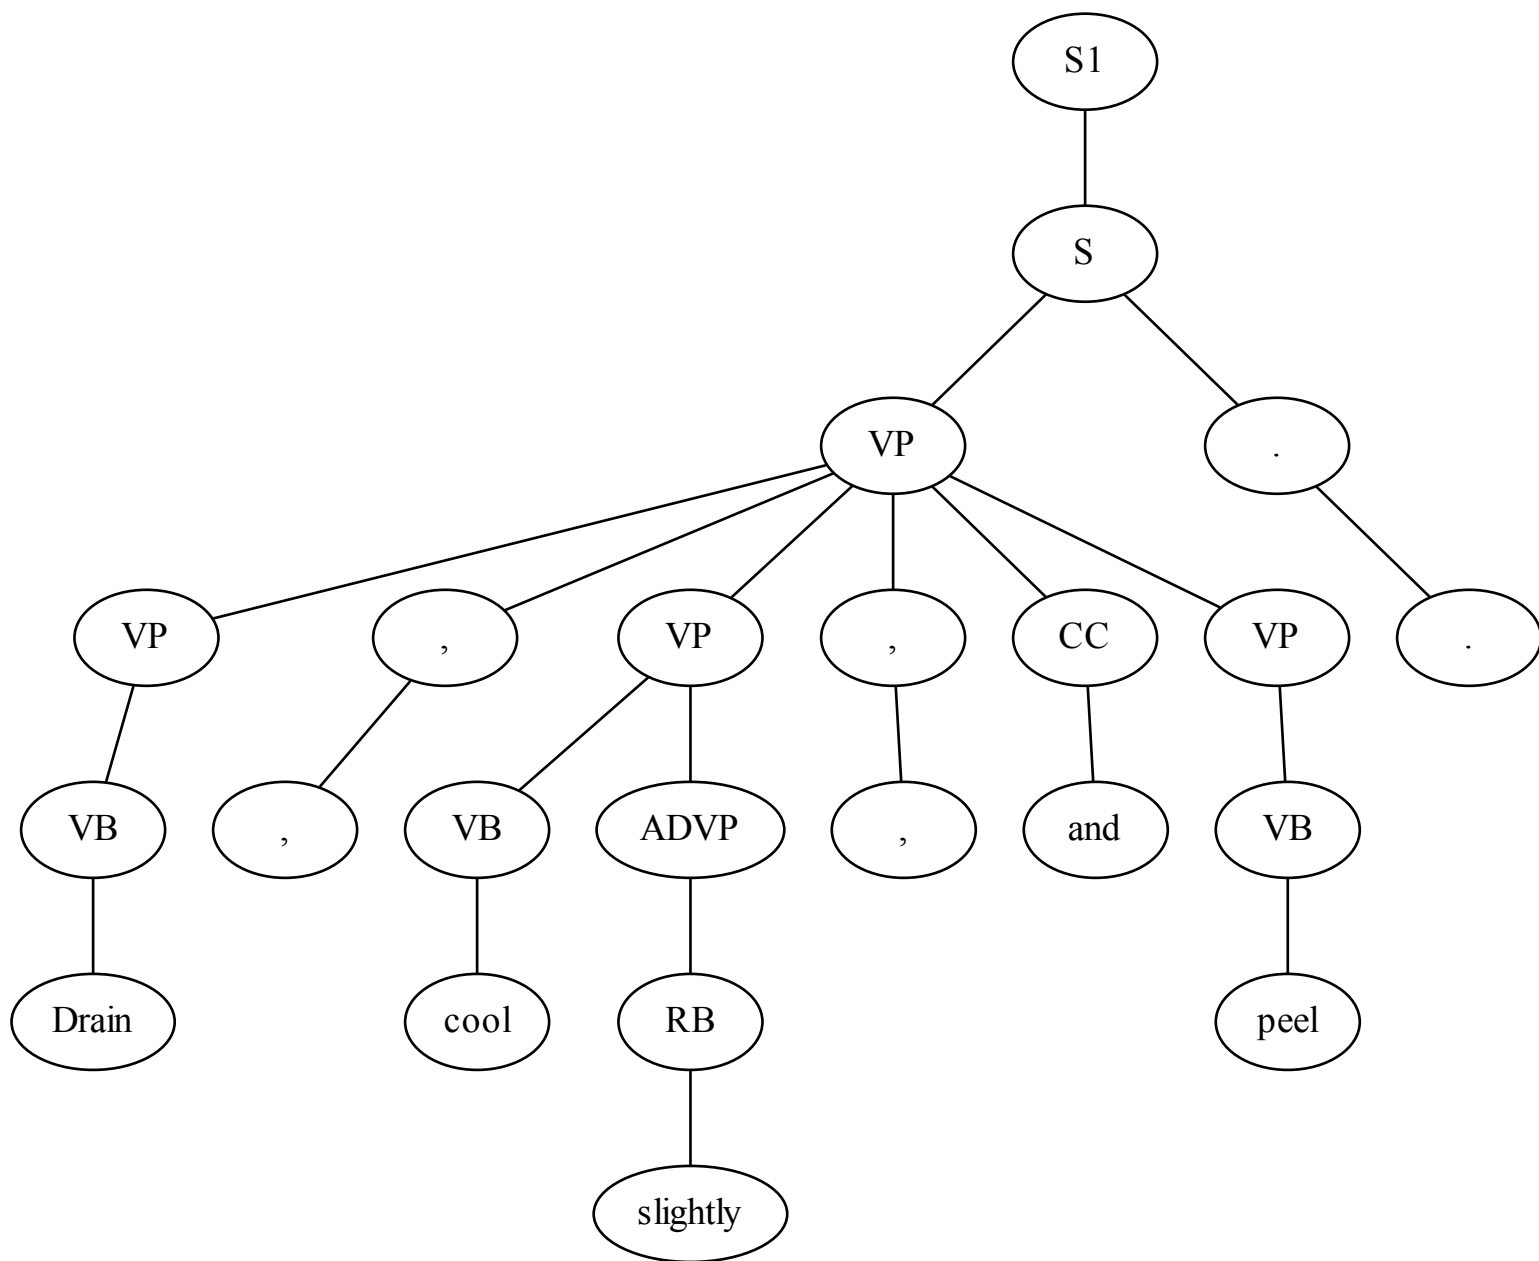 S1
S
VP .
VP , VP , CC VP .
VB , VB ADVP , and VB
Drain cool RB peel
slightly